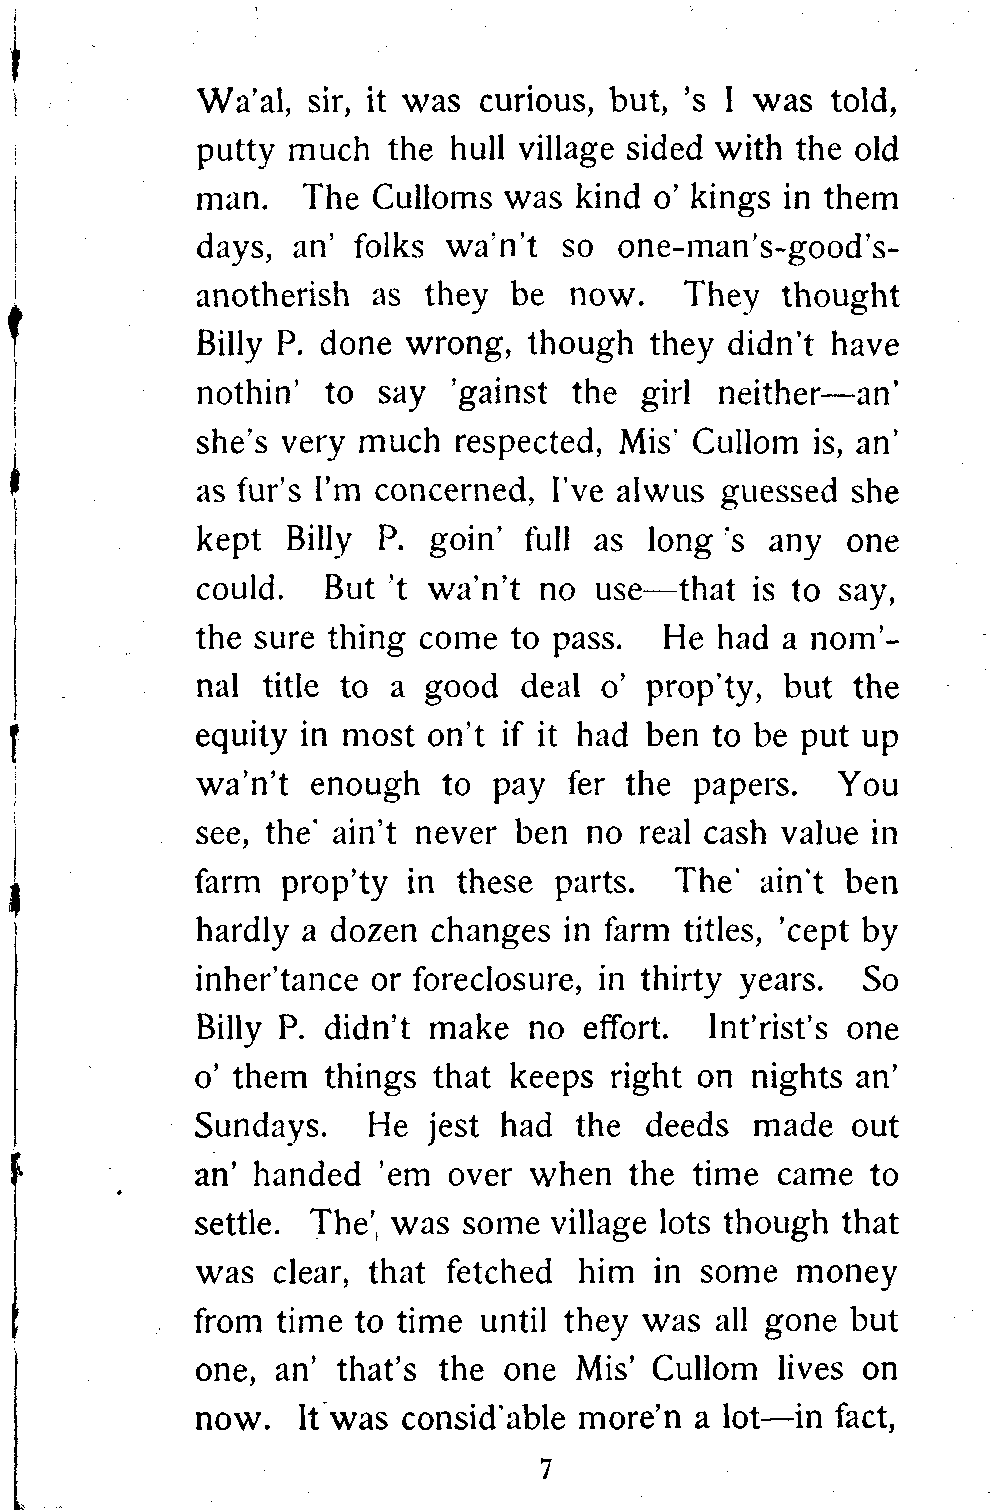 Wa'al, sir, it was curious, but, 's I was told,
putty much the hull village sided with the old
man. The Culloms was kind o' kings in them
days, an' folks wa'n't so one-man's-good's-
anotherish as they be now. They thought
Billy P. done wrong, though they didn't have
nothin' to say 'gainst the girl neither—an'
she's very much respected, Mis' Cullom is, an'
as fur's I'm concerned, I've alwus guessed she
kept Billy P. goin' full as long 's any one
could. But 't wa'n't no use—that is to say,
the sure thing come to pass. He had a nom'-
nal title to a good deal o' prop'ty, but the
equity in most on't if it had ben to be put up
wa'n't enough to pay fer the papers. You
see, the' ain't never ben no real cash value in
farm prop'ty in these parts. The' ain't ben
hardly a dozen changes in farm titles, 'cept by
inher'tance or foreclosure, in thirty years. So
Billy P. didn't make no effort. Int'rist's one
o' them things that keeps right on nights an'
Sundays. He jest had the deeds made out
an' handed 'em over when the time came to
settle. The' was some village lots though that
was clear, that fetched him in some money
from time to time until they was all gone but
one, an' that's the one Mis' Cullom lives on
now. It was consid'able more'n a lot—in fact,
7